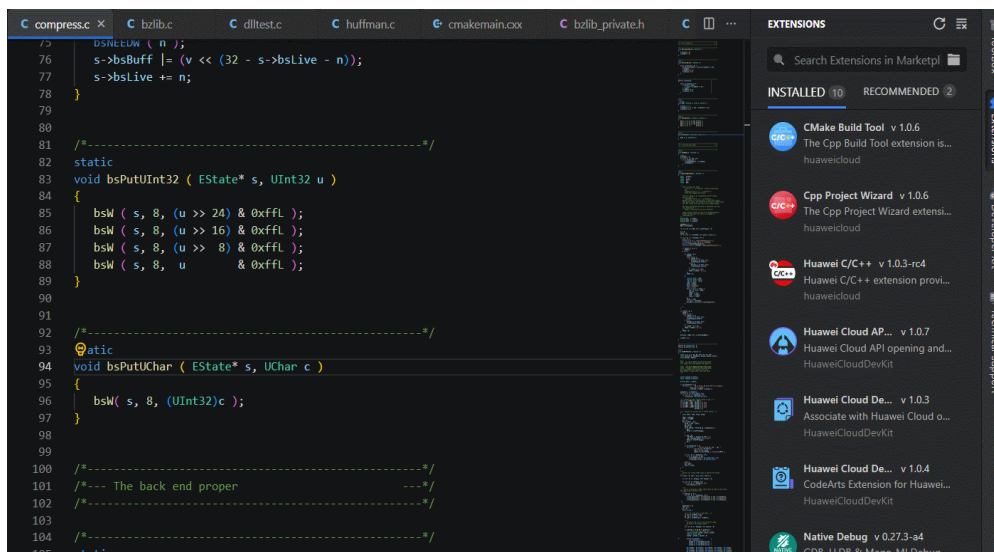 compress.c
bzlib.c
dlltest.c
huffman.c
cmakemain.cxx
bzlib_private.h
75 bsNEEDW ( n );
76 s->bsBuff |= (v << (32 - s->bsLive - n));
77 s->bsLive += n;
78 }
79
80
81 /*---------------------------------------------------*/
82 static
83 void bsPutUInt32 ( EState* s, UInt32 u )
84 {
85 bsW ( s, 8, (u >> 24) & 0xffL );
86 bsW ( s, 8, (u >> 16) & 0xffL );
87 bsW ( s, 8, (u >>  8) & 0xffL );
88 bsW ( s, 8,  u        & 0xffL );
89 }
90
91
92 /*---------------------------------------------------*/
93 atic
94 void bsPutUChar ( EState* s, UChar c )
95 {
96 bsW( s, 8, (UInt32)c );
97 }
98
99
100 /*---------------------------------------------------*/
101 /*--- The back end proper                         ---*/
102 /*---------------------------------------------------*/
103
104 /*---------------------------------------------------*/
EXTENSIONS
Search Extensions in Marketpl
INSTALLED 10 RECOMMENDED 2
CMake Build Tool v 1.0.6
The Cpp Build Tool extension is...
huaweicloud
C/C++
Cpp Project Wizard v 1.0.6
The Cpp Project Wizard extensi...
huaweicloud
C/C++
Huawei C/C++ v 1.0.3-rc4
Huawei C/C++ extension provi...
huaweicloud
C/C++
Huawei Cloud AP... v 1.0.7
Huawei Cloud API opening and...
HuaweiCloudDevKit
Huawei Cloud De... v 1.0.3
Associate with Huawei Cloud o...
HuaweiCloudDevKit
Huawei Cloud De... v 1.0.4
CodeArts Extension for Huawei...
HuaweiCloudDevKit
Native Debug v 0.27.3-a4
NATIVE
Extensions